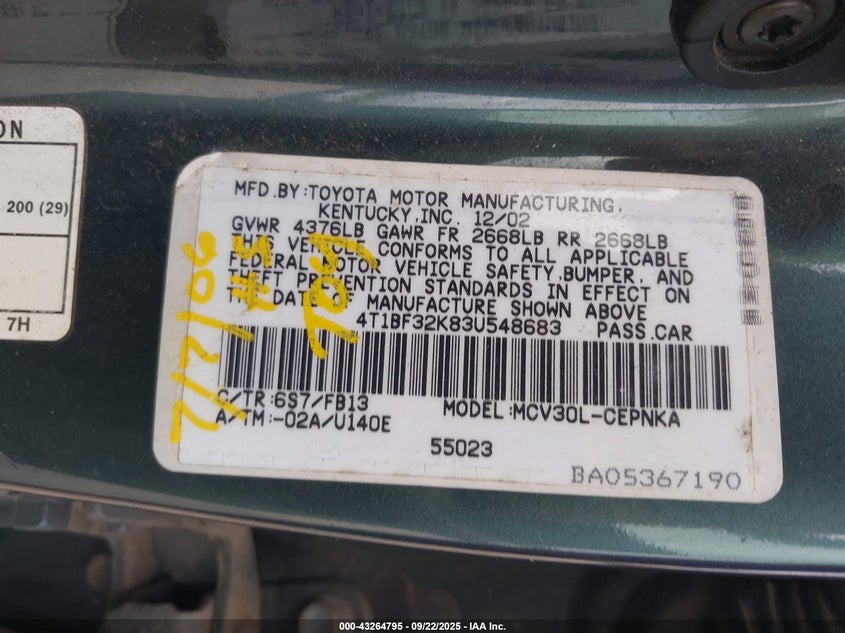 ON
200 (29)
7H
MFD.BY:TOYOTA MOTOR MANUFACTURING,
KENTUCKY,INC. 12/02
GVWR 4376LB GAWR FR 2668LB RR 2668LB
THIS VEHICLE CONFORMS TO ALL APPLICABLE
FEDERAL MOTOR VEHICLE SAFETY,BUMPER, AND
THEFT PREVENTION STANDARDS IN EFFECT ON
THE DATE OF MANUFACTURE SHOWN ABOVE
4T1BF32K83U548683 PASS.CAR
C/TR:6S7/FB13 MODEL:MCV30L-CEPNKA
A/TM:-02A/U140E
55023
BA05367190
000-43264795 - 09/22/2025 - IAA Inc.